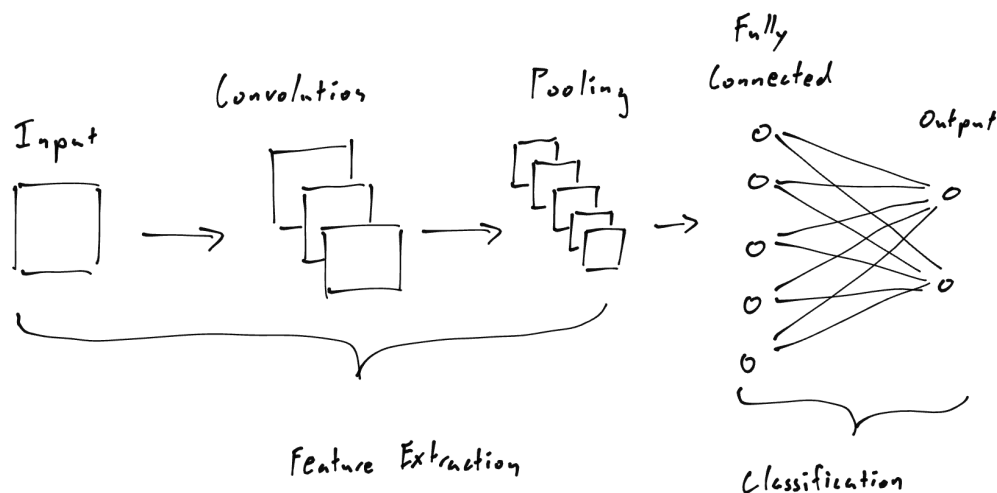 Input
Convolution
Pooling
Fully
Connected
Output
Feature Extraction
Classification